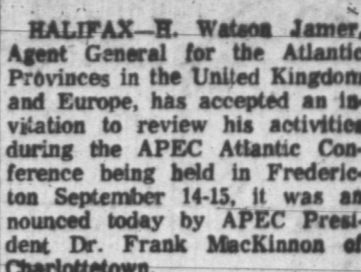 HALIFAX—H. Watson Jamer,
Agent General for the Atlantic
Provinces in the United Kingdom
and Europe, has accepted an in-
vitation to review his activities
during the APEC Atlantic Con-
ference being held in Frederic-
ton September 14-15, it was an
nounced today by APEC Presi-
dent Dr. Frank MacKinnon of
Charlottetown.